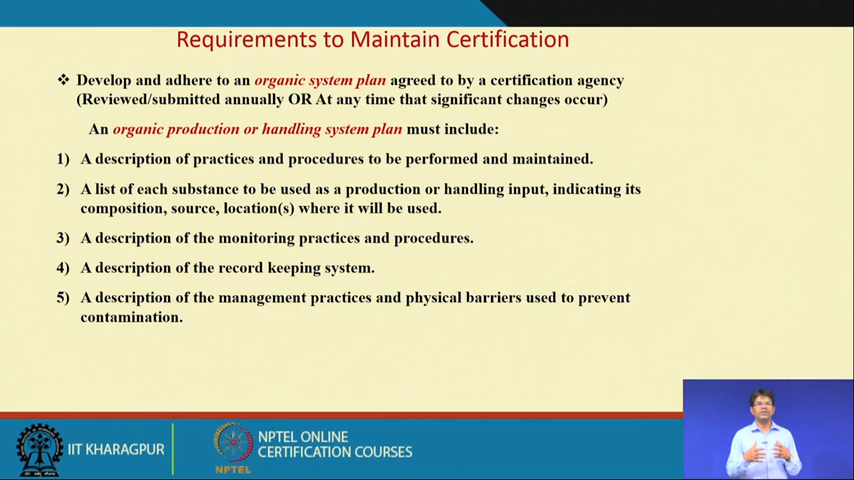 Requirements to Maintain Certification
❖ Develop and adhere to an organic system plan agreed to by a certification agency
(Reviewed/submitted annually OR At any time that significant changes occur)
An organic production or handling system plan must include:
1) A description of practices and procedures to be performed and maintained.
2) A list of each substance to be used as a production or handling input, indicating its
composition, source, location(s) where it will be used.
3) A description of the monitoring practices and procedures.
4) A description of the record keeping system.
5) A description of the management practices and physical barriers used to prevent
contamination.
IIT KHARAGPUR
NPTEL
NPTEL ONLINE
CERTIFICATION COURSES